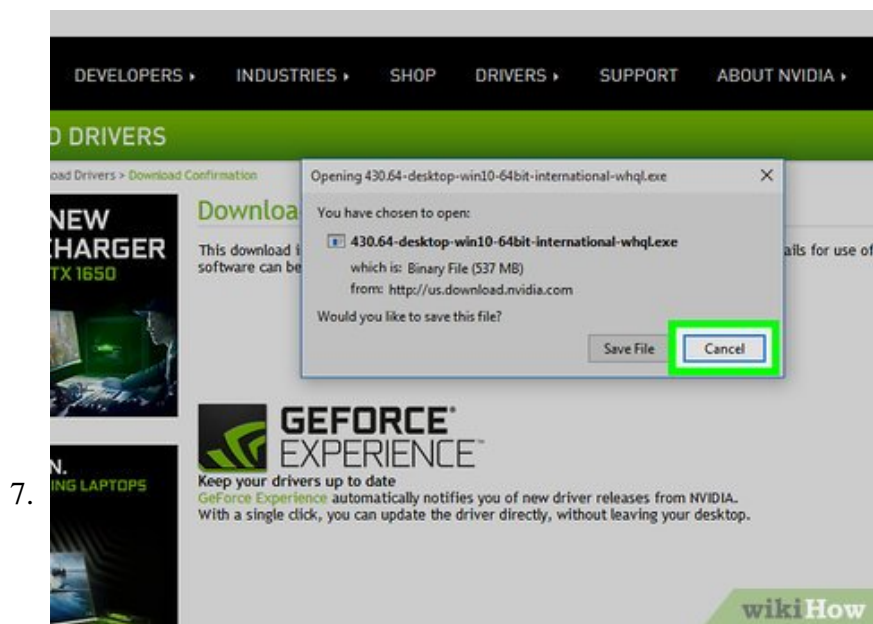 DEVELOPERS
INDUSTRIES
SHOP
DRIVERS
SUPPORT
ABOUT NVIDIA
D DRIVERS
oad Drivers > Download Confirmation
Opening 430.64-desktop-win10-64bit-international-whql.exe
NEW
HARGER
TX 1650
Downloa
This download i
ails for use of
software can be
You have chosen to open:
430.64-desktop-win10-64bit-international-whql.exe
which is: Binary File (537 MB)
from: http://us.download.nvidia.com
Would you like to save this file?
Save File
Cancel
GEFORCE
EXPERIENCE™
Keep your drivers up to date
GeForce Experience automatically notifies you of new driver releases from NVIDIA.
With a single click, you can update the driver directly, without leaving your desktop.
7.
N.
NG LAPTOPS
wikiHow